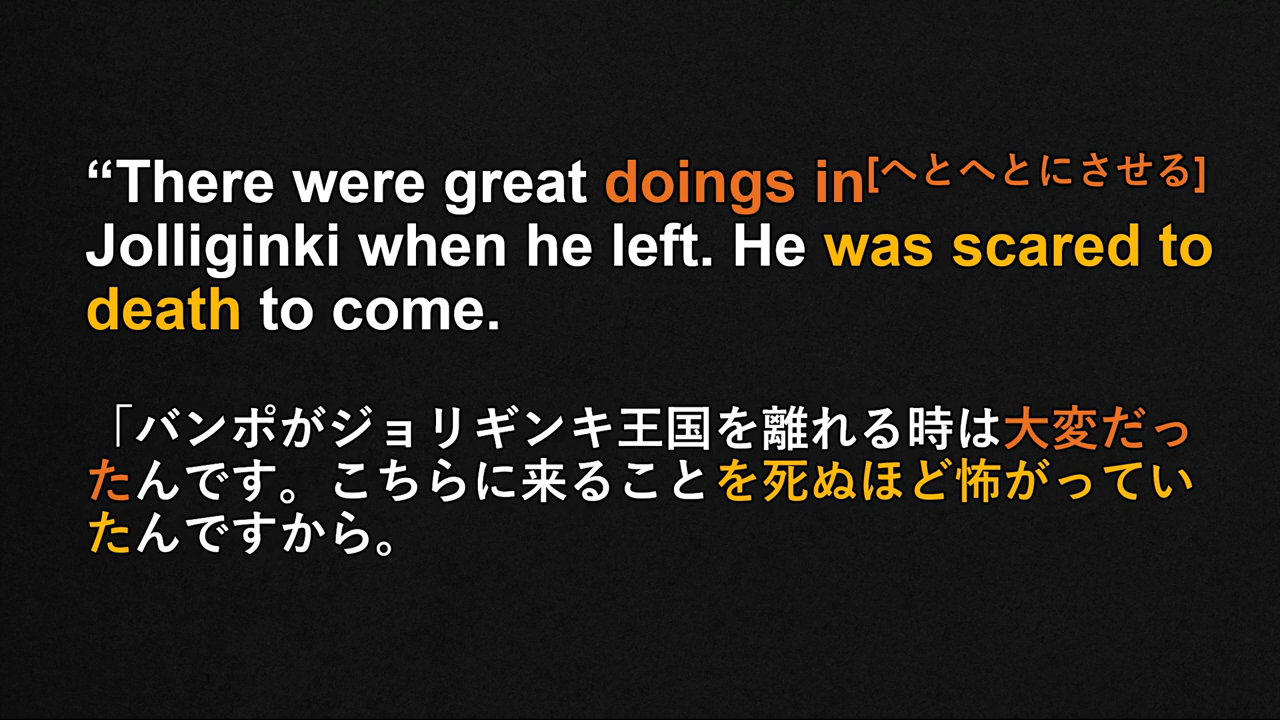 “There were great doings in[へとへとにさせる]
Jolliginki when he left. He was scared to
death to come.
「バンポがジョリギンキ王国を離れる時は大変だっ
たんです。こちらに来ることを死ぬほど怖がってい
たんですから。